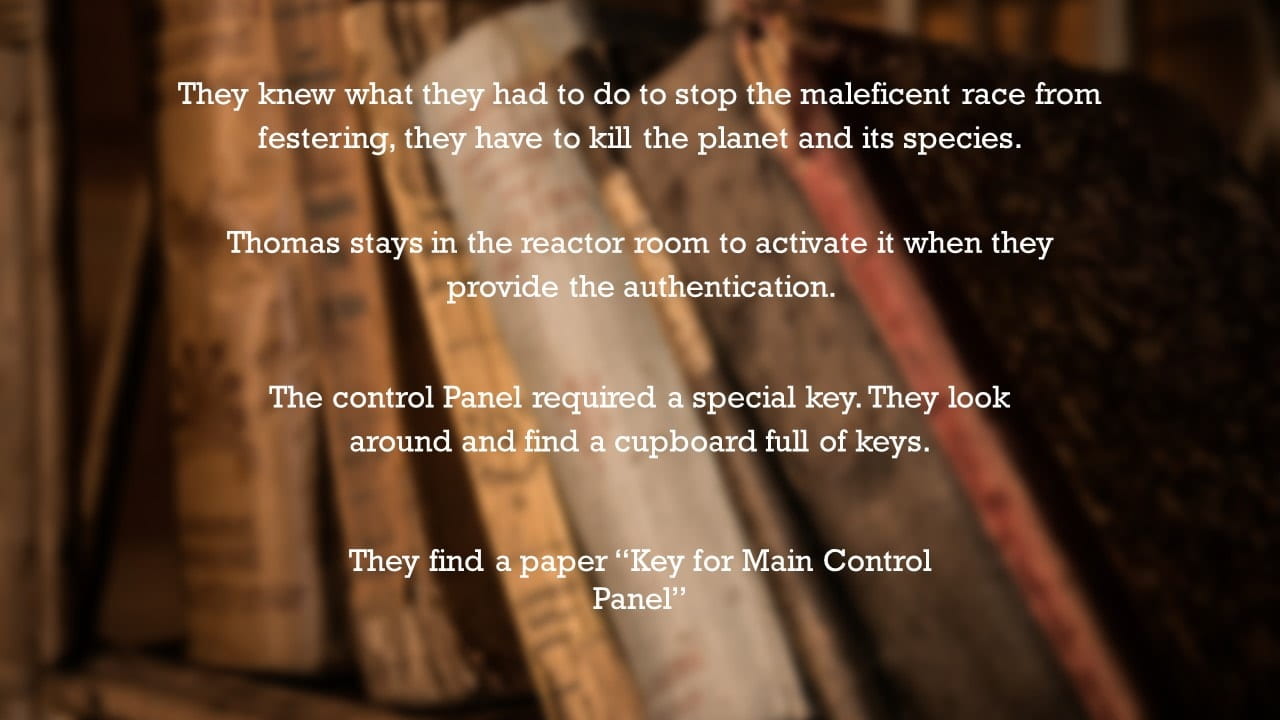 They knew what they had to do to stop the maleficent race from
festering, they have to kill the planet and its species.
Thomas stays in the reactor room to activate it when they
provide the authentication.
The control Panel required a special key. They look
around and find a cupboard full of keys.
They find a paper “Key for Main Control
Panel”